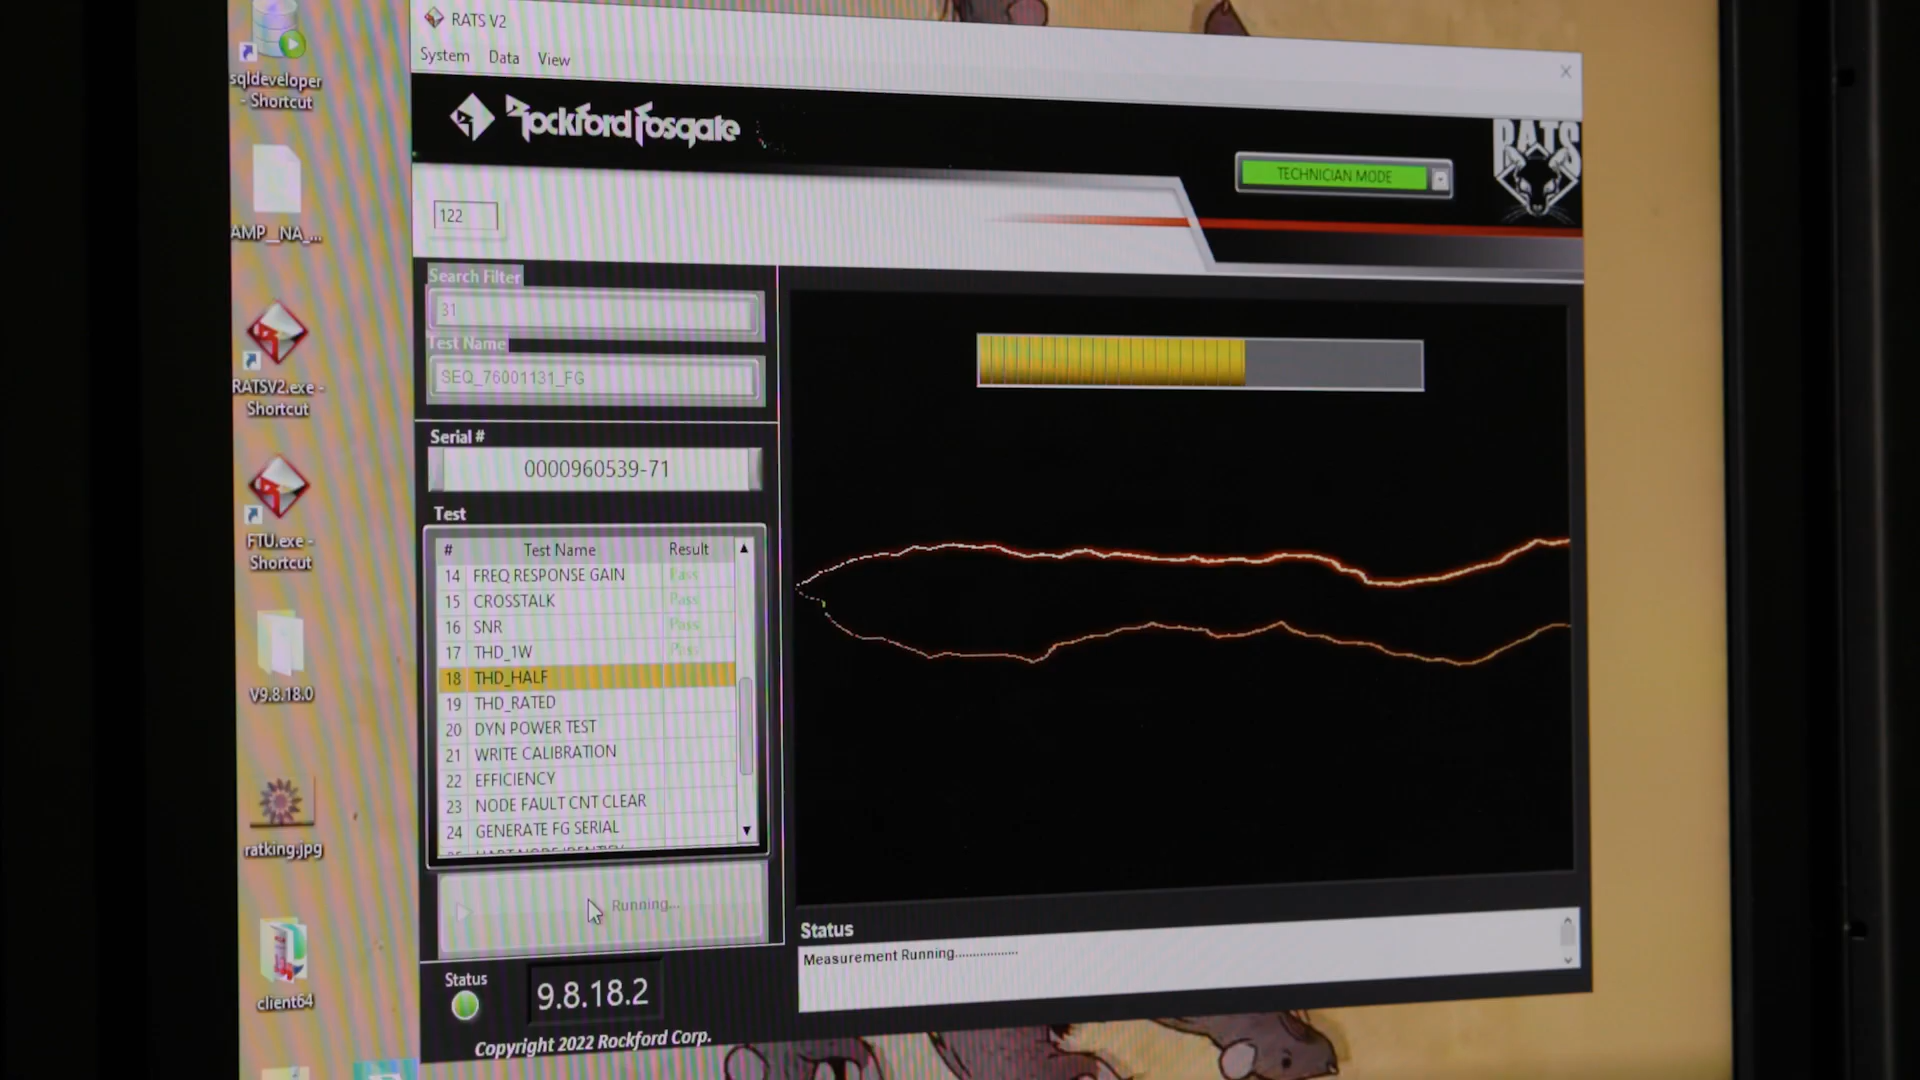 sqldeveloper
- Shortcut
AMP_NA_...
RATSV2.exe -
Shortcut
FTU.exe -
Shortcut
V9.8.18.0
ratking.jpg
client64
RATS V2
System Data View
Rockford Fosgate
TECHNICIAN MODE
RATS
122
Search Filter
31
Test Name
SEQ_76001131_FG
Serial #
0000960539-71
Test
# Test Name Result
14 FREQ RESPONSE GAIN Pass
15 CROSSTALK Pass
16 SNR Pass
17 THD_1W Pass
18 THD_HALF
19 THD_RATED
20 DYN POWER TEST
21 WRITE CALIBRATION
22 EFFICIENCY
23 NODE FAULT CNT CLEAR
24 GENERATE FG SERIAL
Running...
Status
9.8.18.2
Copyright 2022 Rockford Corp.
Status
Measurement Running..................